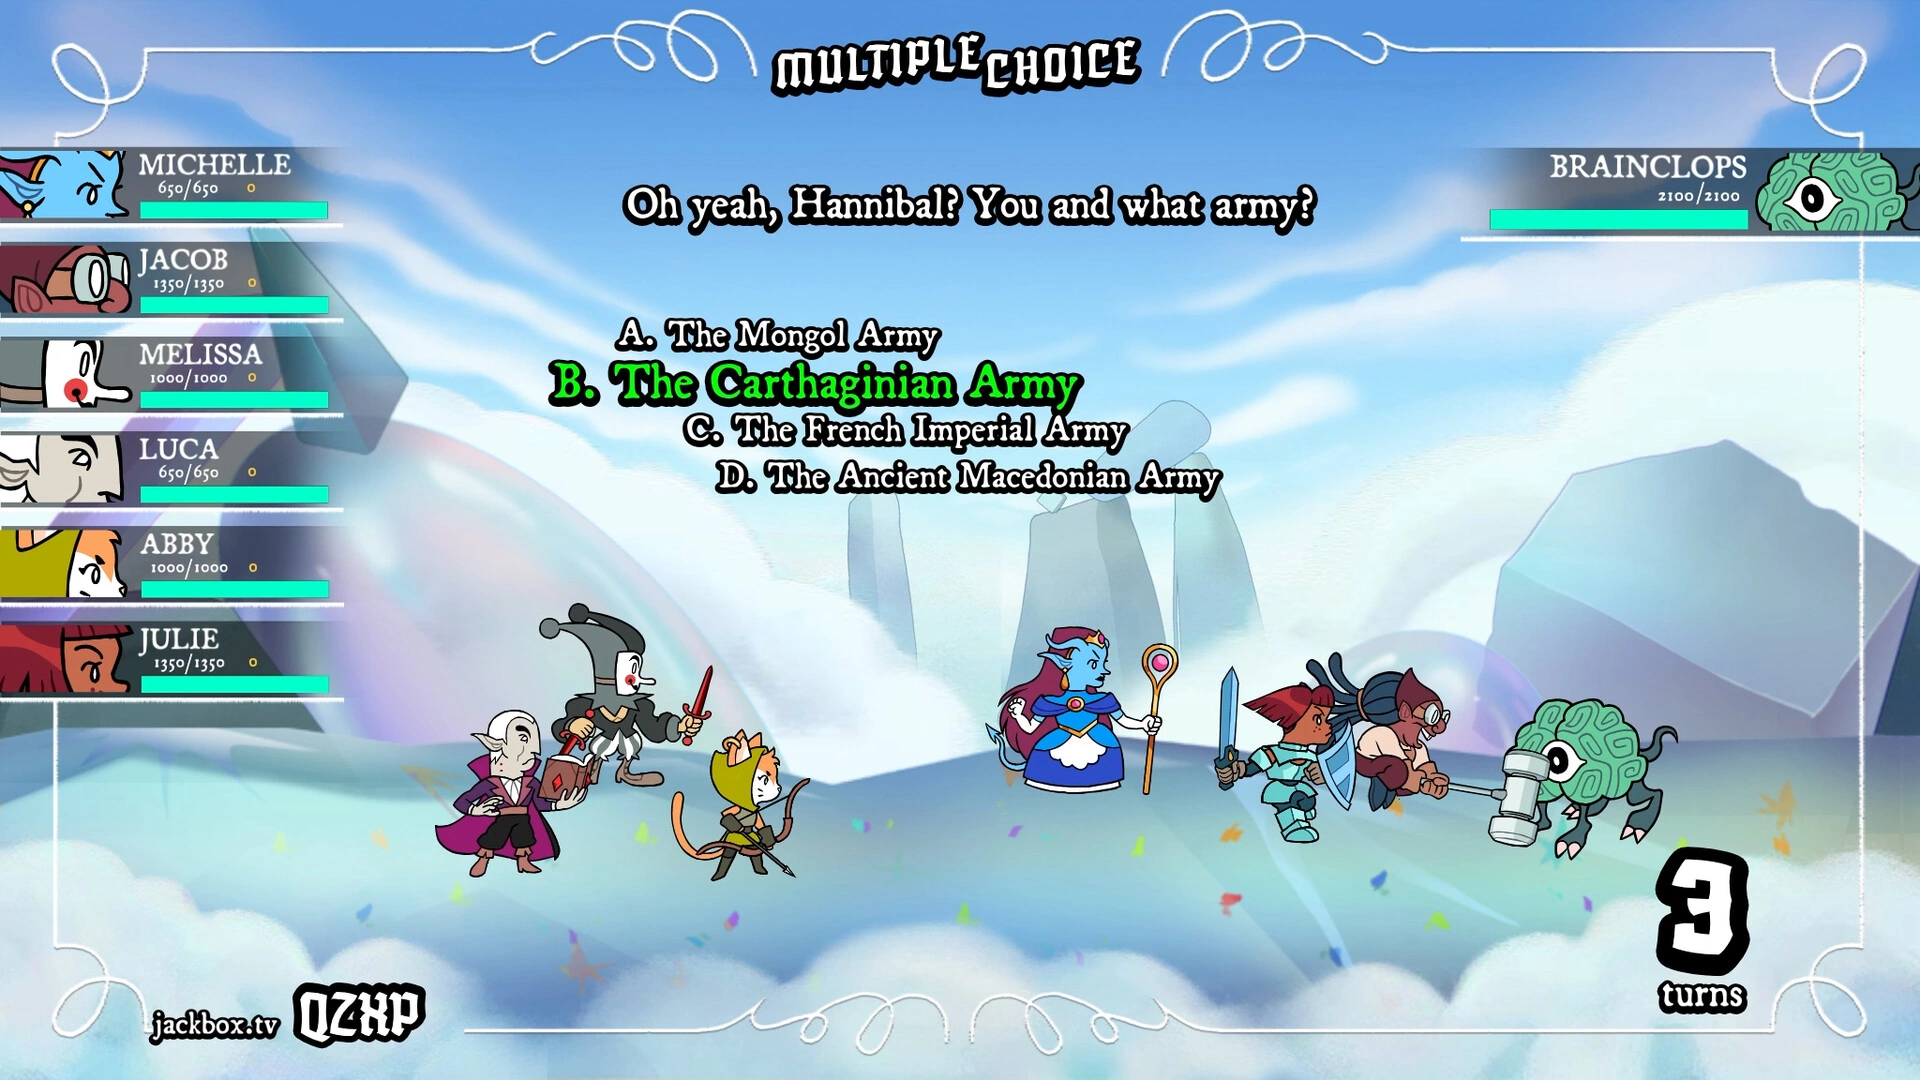 MULTIPLE CHOICE
MICHELLE
650/650 0
JACOB
1350/1350 0
MELISSA
1000/1000 0
LUCA
650/650 0
ABBY
1000/1000 0
JULIE
1350/1350 0
BRAINCLOPS
2100/2100
Oh yeah, Hannibal? You and what army?
A. The Mongol Army
B. The Carthaginian Army
C. The French Imperial Army
D. The Ancient Macedonian Army
3
turns
jackbox.tv QZXP